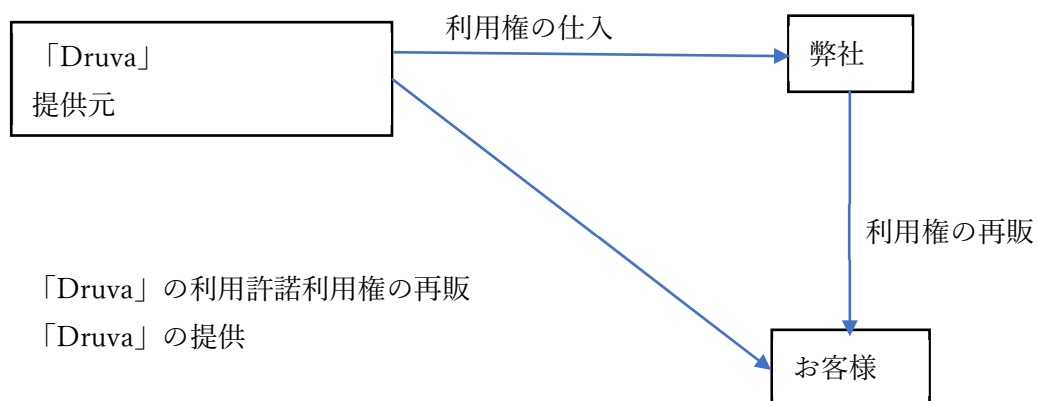 利用権の仕入
「Druva」
提供元
弊社
利用権の再販
「Druva」の利用許諾利用権の再販
「Druva」の提供
お客様